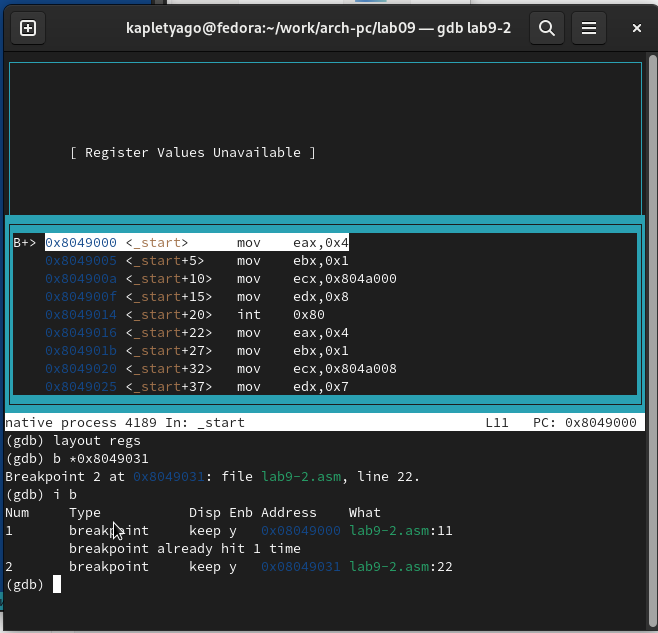 kapletyago@fedora:~/work/arch-pc/lab09 — gdb lab9-2
[ Register Values Unavailable ]
B+> 0x8049000 <_start> mov eax,0x4
0x8049005 <_start+5> mov ebx,0x1
0x804900a <_start+10> mov ecx,0x804a000
0x804900f <_start+15> mov edx,0x8
0x8049014 <_start+20> int 0x80
0x8049016 <_start+22> mov eax,0x4
0x804901b <_start+27> mov ebx,0x1
0x8049020 <_start+32> mov ecx,0x804a008
0x8049025 <_start+37> mov edx,0x7
native process 4189 In: _start L11 PC: 0x8049000
(gdb) layout regs
(gdb) b *0x8049031
Breakpoint 2 at 0x8049031: file lab9-2.asm, line 22.
(gdb) i b
Num Type Disp Enb Address What
1 breakpoint keep y 0x08049000 lab9-2.asm:11
breakpoint already hit 1 time
2 breakpoint keep y 0x08049031 lab9-2.asm:22
(gdb)